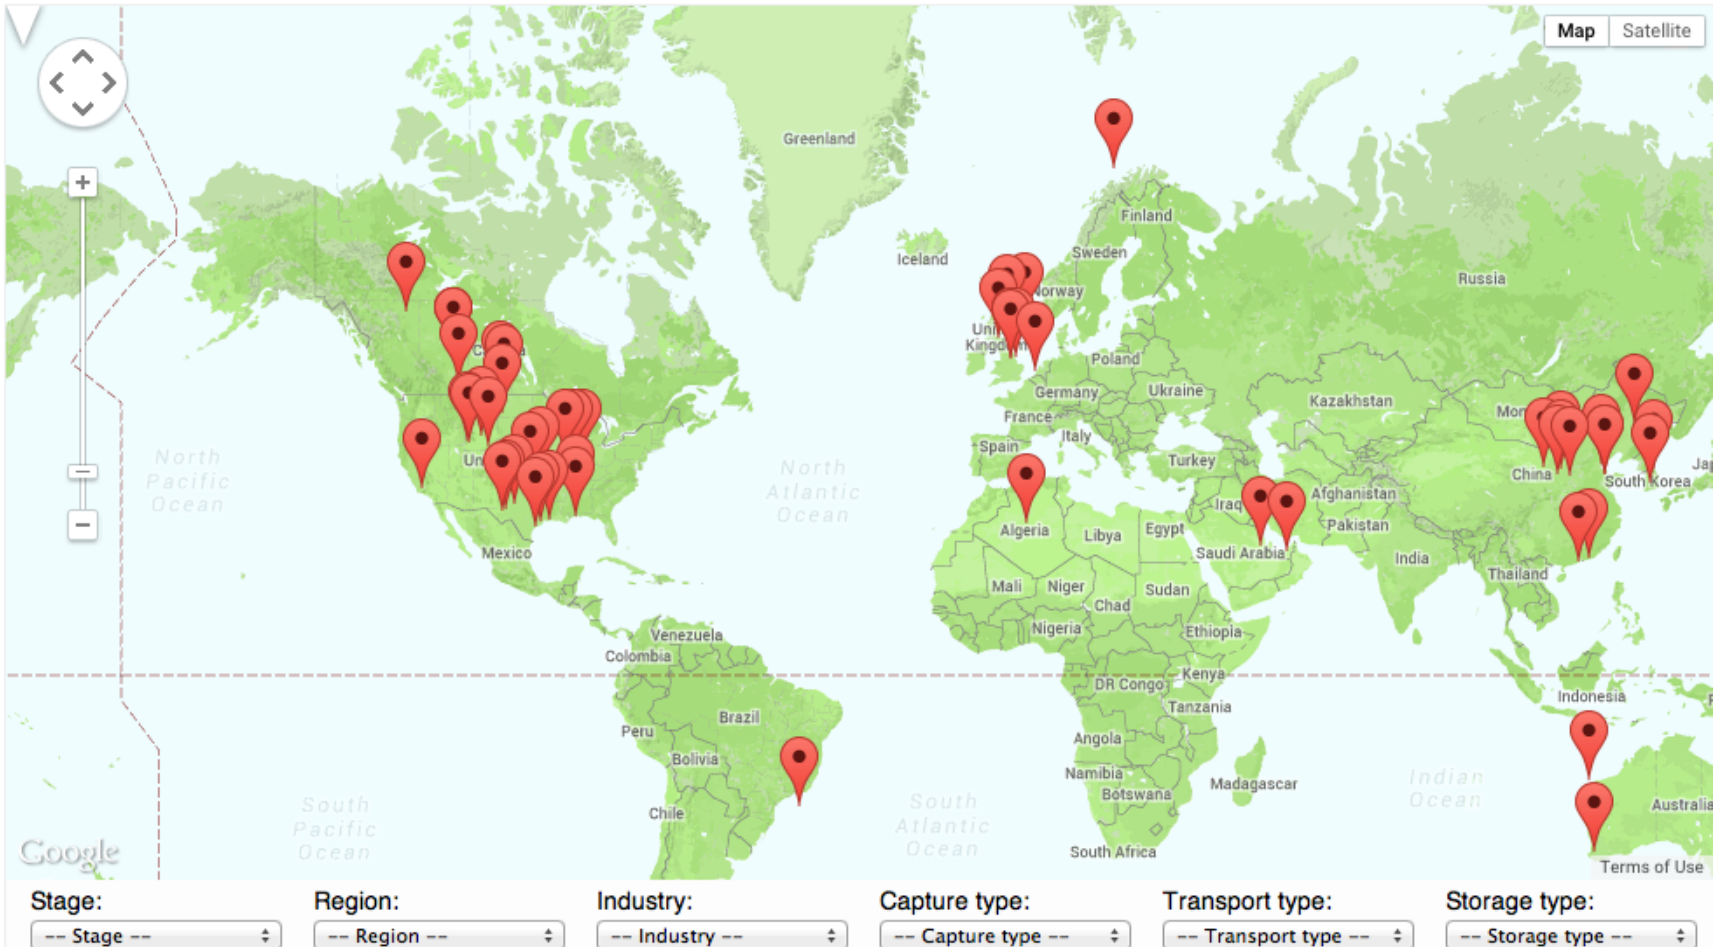 Map Satellite
Greenland
Finland
Sweden
Iceland
Russia
Norway
Kingdom
Poland
Germany
Ukraine
Kazakhstan
France
Italy
Spain
Turkey
North
Pacific
Ocean
North
Atlantic
Ocean
China
South Korea
Afghanistan
Iraq
Pakistan
Algeria
Libya
Egypt
Saudi Arabia
India
Mexico
Thailand
Mali
Niger
Sudan
Chad
Nigeria
Ethiopia
Venezuela
Colombia
Kenya
DR Congo
Indonesia
Tanzania
Brazil
Peru
Angola
Bolivia
Namibia
Botswana
Madagascar
Indian
Ocean
South
Pacific
Ocean
South
Atlantic
Ocean
Chile
Australia
South Africa
Google
Terms of Use
Stage: Region: Industry: Capture type: Transport type: Storage type:
-- Stage -- -- Region -- -- Industry -- -- Capture type -- -- Transport type -- -- Storage type --